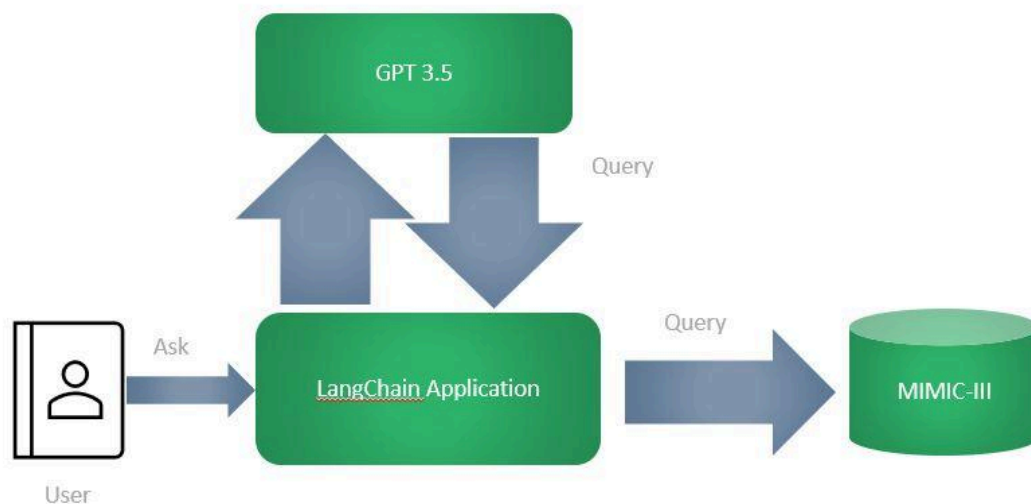 GPT 3.5
Query
Query
Ask
LangChain Application
MIMIC-III
User